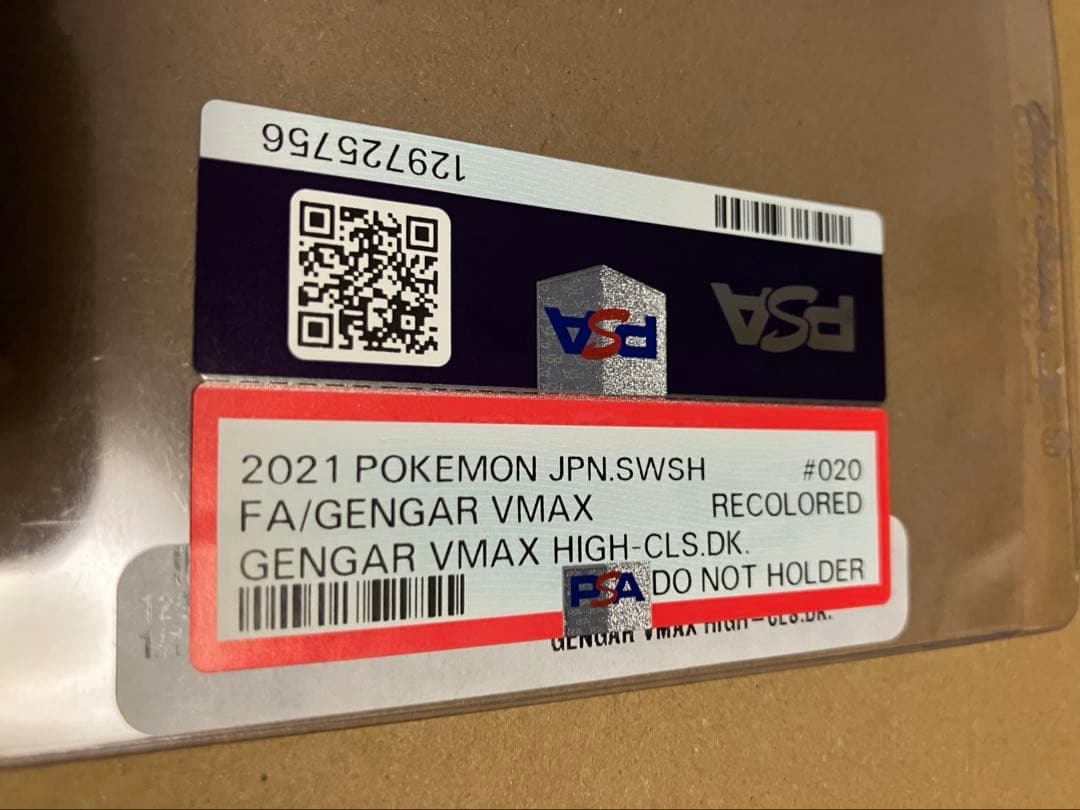 129725756
PSA
PSA
2021 POKEMON JPN.SWSH #020
FA/GENGAR VMAX RECOLORED
GENGAR VMAX HIGH-CLS.DK.
PSA DO NOT HOLDER
GENGAR VMAX HIGH-CLS.DK.